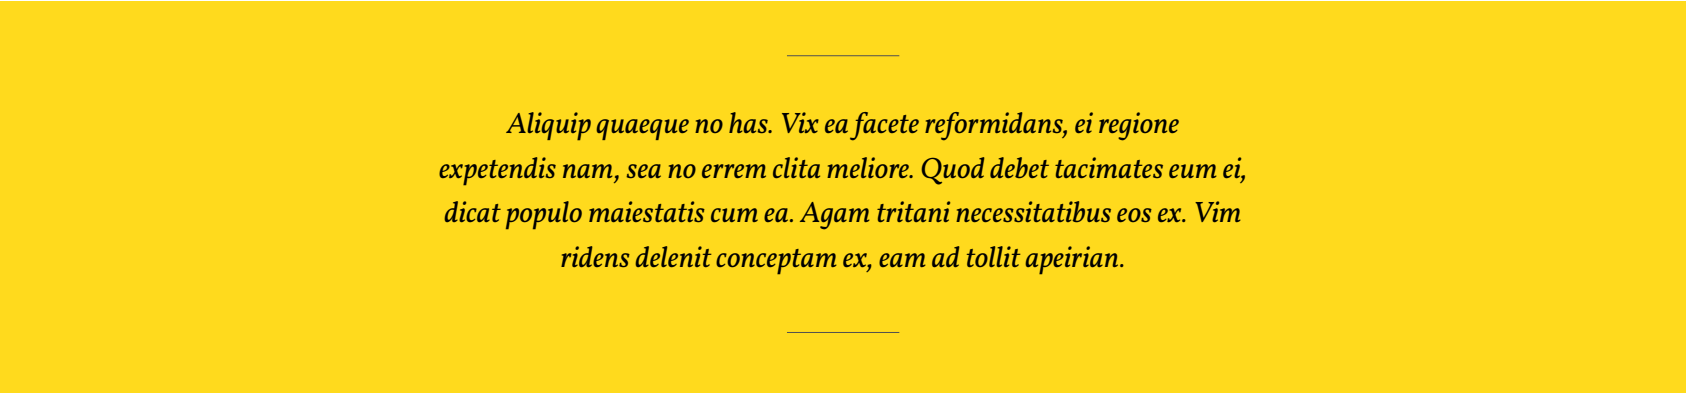 Aliquip quaeque no has. Vix ea facete reformidans, ei regione
expetendis nam, sea no errem clita meliore. Quod debet tacimates eum ei,
dicat populo maiestatis cum ea. Agam tritani necessitatibus eos ex. Vim
ridens delenit conceptam ex, eam ad tollit apeirian.